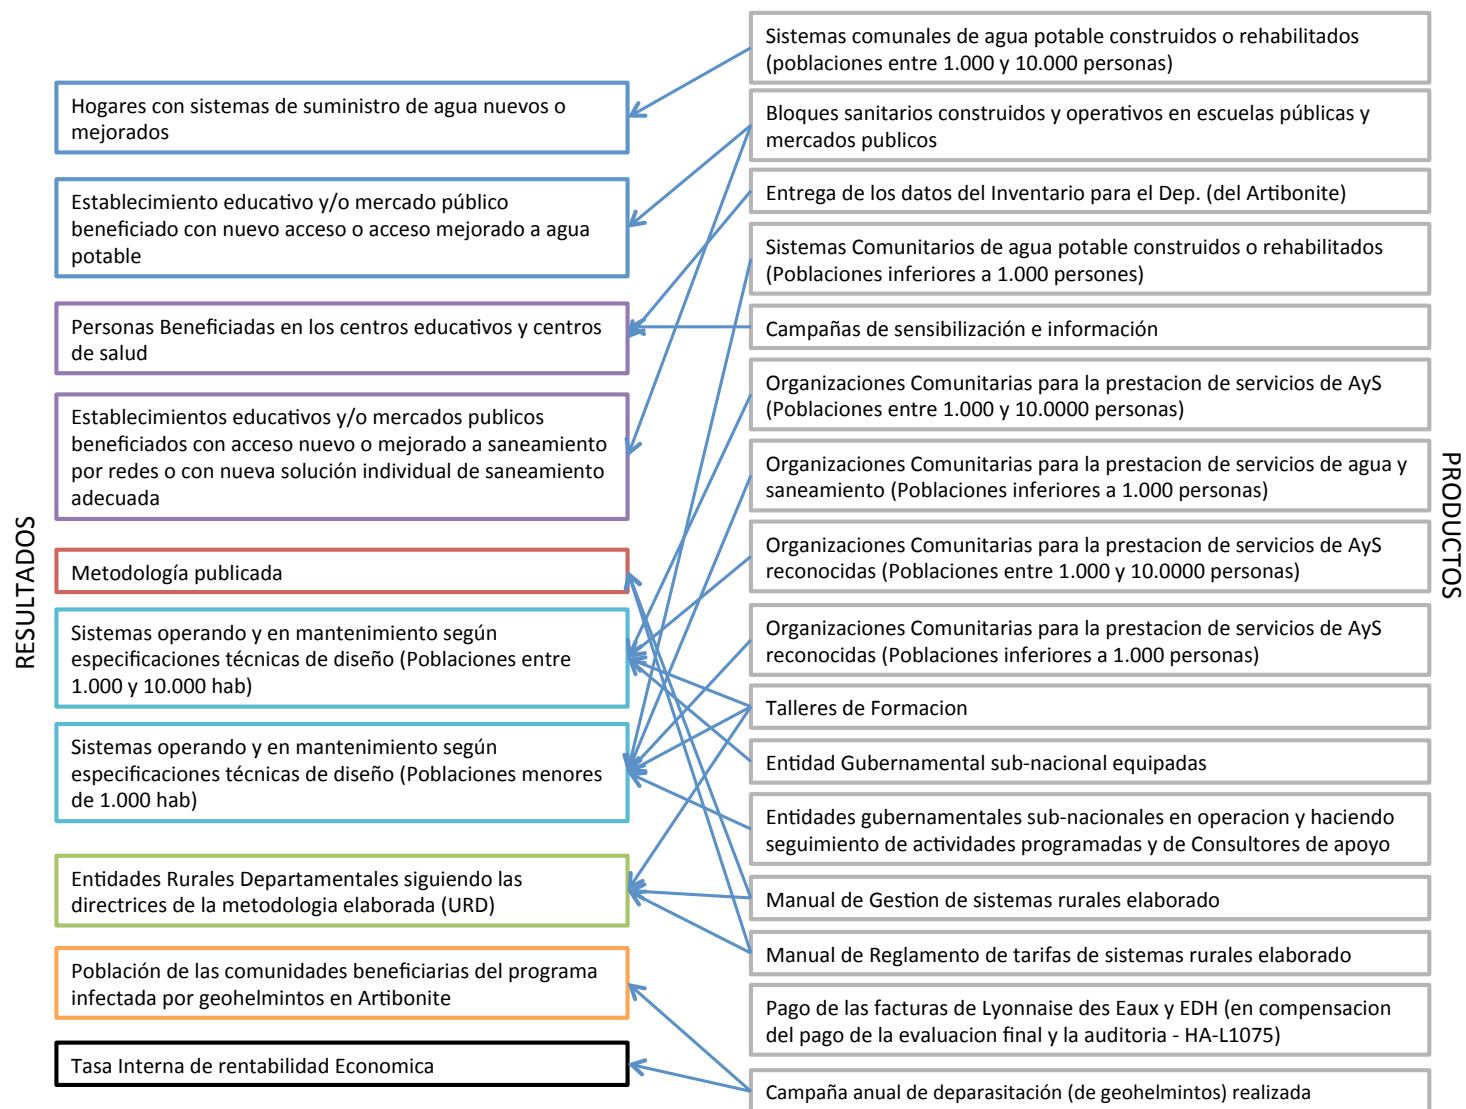 RESULTADOS
Hogares con sistemas de suministro de agua nuevos o
mejorados
Establecimiento educativo y/o mercado público
beneficiado con nuevo acceso o acceso mejorado a agua
potable
Personas Beneficiadas en los centros educativos y centros
de salud
Establecimientos educativos y/o mercados publicos
beneficiados con acceso nuevo o mejorado a saneamiento
por redes o con nueva solución individual de saneamiento
adecuada
Metodología publicada
Sistemas operando y en mantenimiento según
especificaciones técnicas de diseño (Poblaciones entre
1.000 y 10.000 hab)
Sistemas operando y en mantenimiento según
especificaciones técnicas de diseño (Poblaciones menores
de 1.000 hab)
Entidades Rurales Departamentales siguiendo las
directrices de la metodologia elaborada (URD)
Población de las comunidades beneficiarias del programa
infectada por geohelmintos en Artibonite
Tasa Interna de rentabilidad Economica
Sistemas comunales de agua potable construidos o rehabilitados
(poblaciones entre 1.000 y 10.000 personas)
Bloques sanitarios construidos y operativos en escuelas públicas y
mercados publicos
Entrega de los datos del Inventario para el Dep. (del Artibonite)
Sistemas Comunitarios de agua potable construidos o rehabilitados
(Poblaciones inferiores a 1.000 persones)
Campañas de sensibilización e información
Organizaciones Comunitarias para la prestacion de servicios de AyS
(Poblaciones entre 1.000 y 10.0000 personas)
Organizaciones Comunitarias para la prestacion de servicios de agua y
saneamiento (Poblaciones inferiores a 1.000 personas)
Organizaciones Comunitarias para la prestacion de servicios de AyS
reconocidas (Poblaciones entre 1.000 y 10.0000 personas)
Organizaciones Comunitarias para la prestacion de servicios de AyS
reconocidas (Poblaciones inferiores a 1.000 personas)
Talleres de Formacion
Entidad Gubernamental sub-nacional equipadas
Entidades gubernamentales sub-nacionales en operacion y haciendo
seguimiento de actividades programadas y de Consultores de apoyo
Manual de Gestion de sistemas rurales elaborado
Manual de Reglamento de tarifas de sistemas rurales elaborado
Pago de las facturas de Lyonnaise des Eaux y EDH (en compensacion
del pago de la evaluacion final y la auditoria - HA-L1075)
Campaña anual de deparasitación (de geohelmintos) realizada
PRODUCTOS